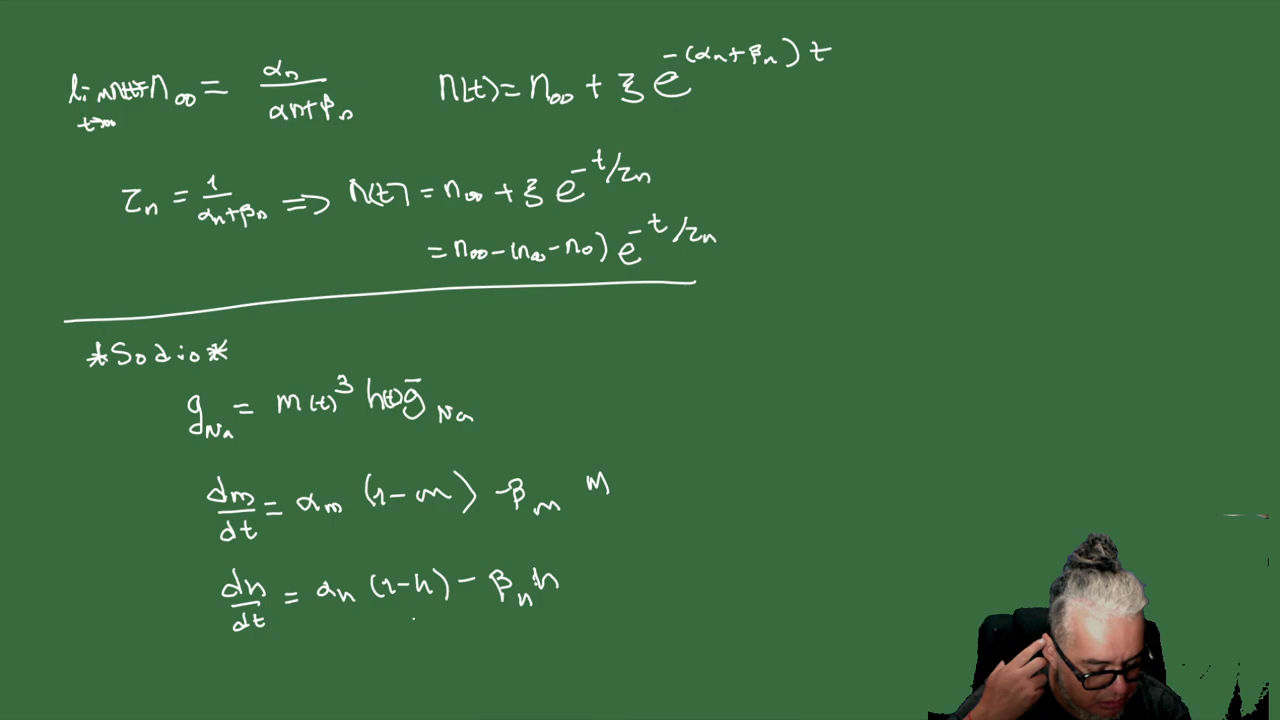 lim n(t) = n∞ = αn / (αn+βn)    n(t) = n∞ + ξ e^-(αn+βn)t
t→∞
τn = 1/(αn+βn) => n(t) = n∞ + ξ e^-t/τn
= n∞ - (n∞ - n0) e^-t/τn
*Sodio*
gNa = m(t)^3 h(t) ḡNa
dm/dt = αm (1-m) - βm m
dh/dt = αh (1-h) - βh h